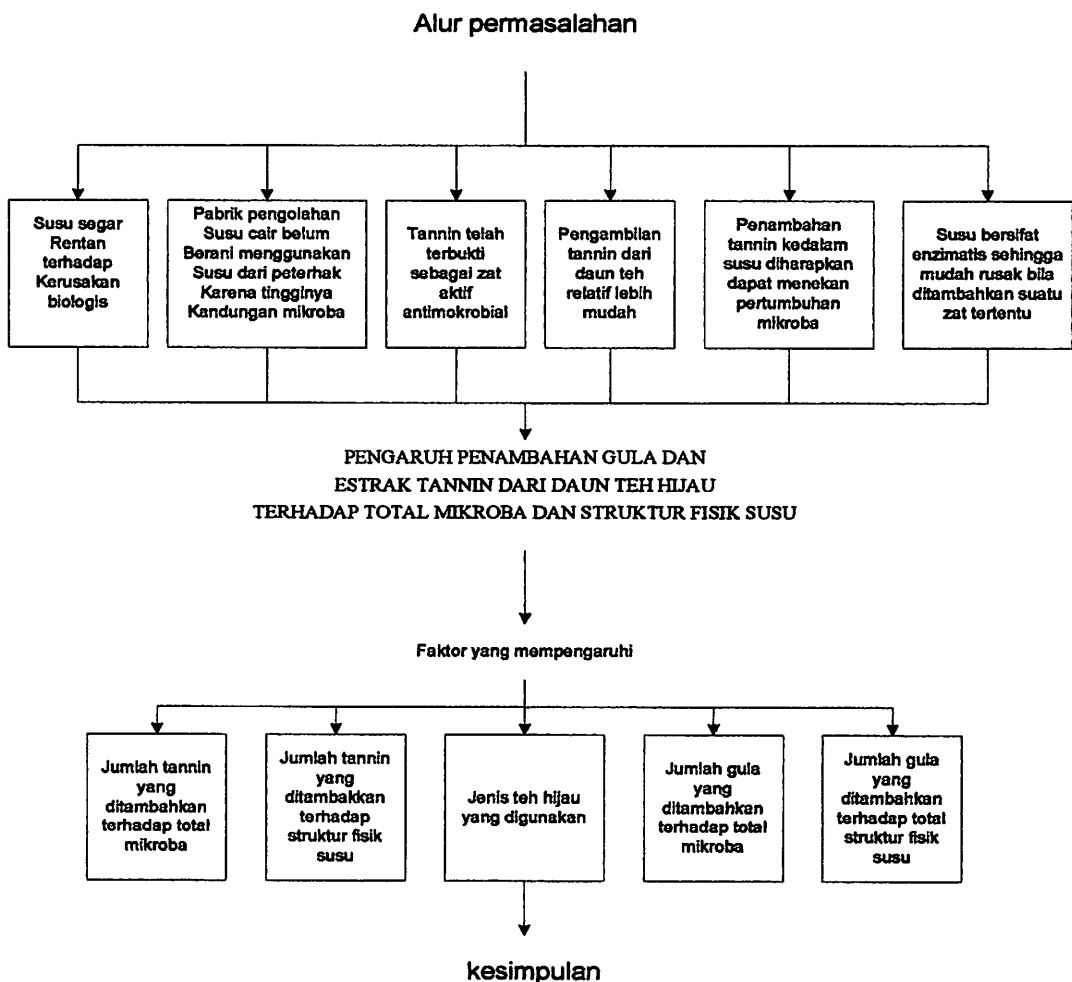 Alur permasalahan
Susu segar
Rentan
terhadap
Kerusakan
biologis
Pabrik pengolahan
Susu cair belum
Berani menggunakan
Susu dari peterhak
Karena tingginya
Kandungan mikroba
Tannin telah
terbukti
sebagai zat
aktif
antimokrobial
Pengambilan
tannin dari
daun teh
relatif lebih
mudah
Penambahan
tannin kedalam
susu diharapkan
dapat menekan
pertumbuhan
mikroba
Susu bersifat
enzimatis sehingga
mudah rusak bila
ditambahkan suatu
zat tertentu
PENGARUH PENAMBAHAN GULA DAN
ESTRAK TANNIN DARI DAUN TEH HIJAU
TERHADAP TOTAL MIKROBA DAN STRUKTUR FISIK SUSU
Faktor yang mempengaruhi
Jumlah tannin
yang
ditambahkan
terhadap total
mikroba
Jumlah tannin
yang
ditambakkan
terhadap
struktur fisik
susu
Jenis teh hijau
yang digunakan
Jumlah gula
yang
ditambahkan
terhadap total
mikroba
Jumlah gula
yang
ditambahkan
terhadap total
struktur fisik
susu
kesimpulan